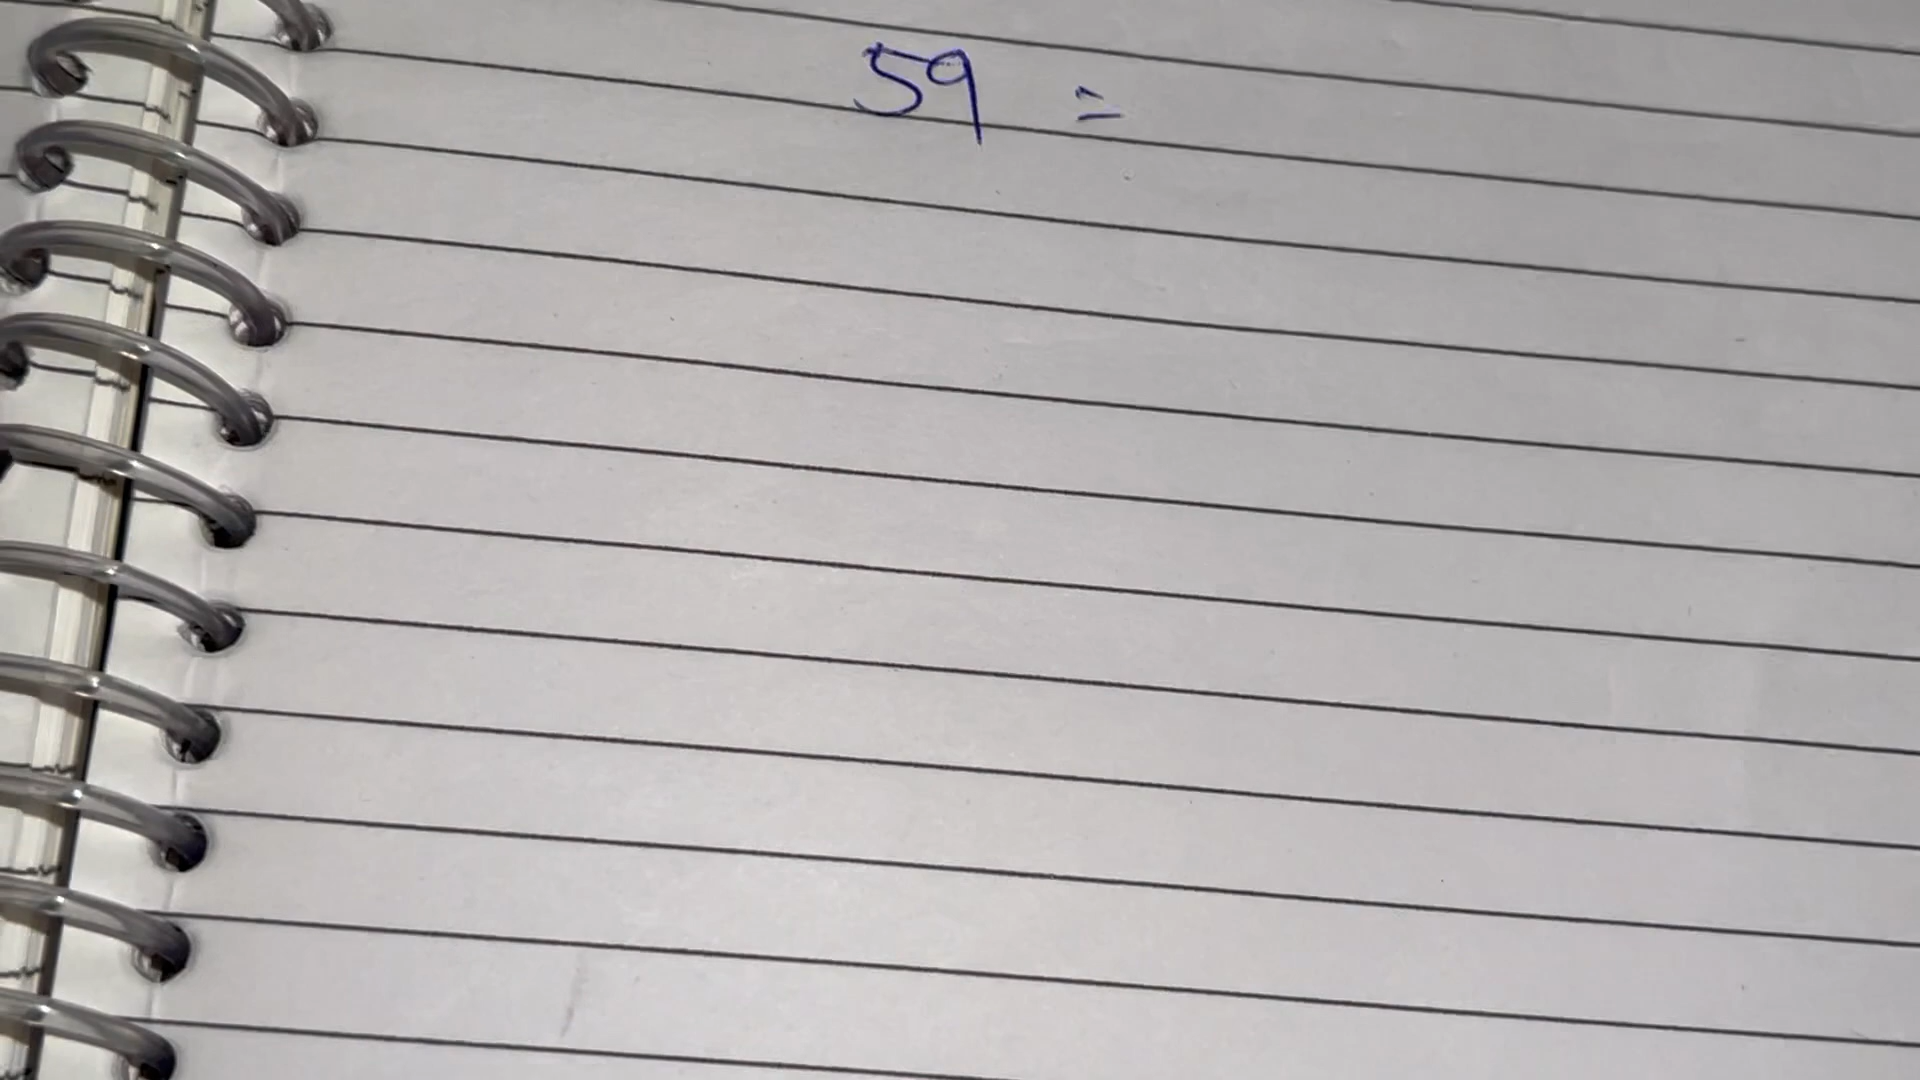 59 =